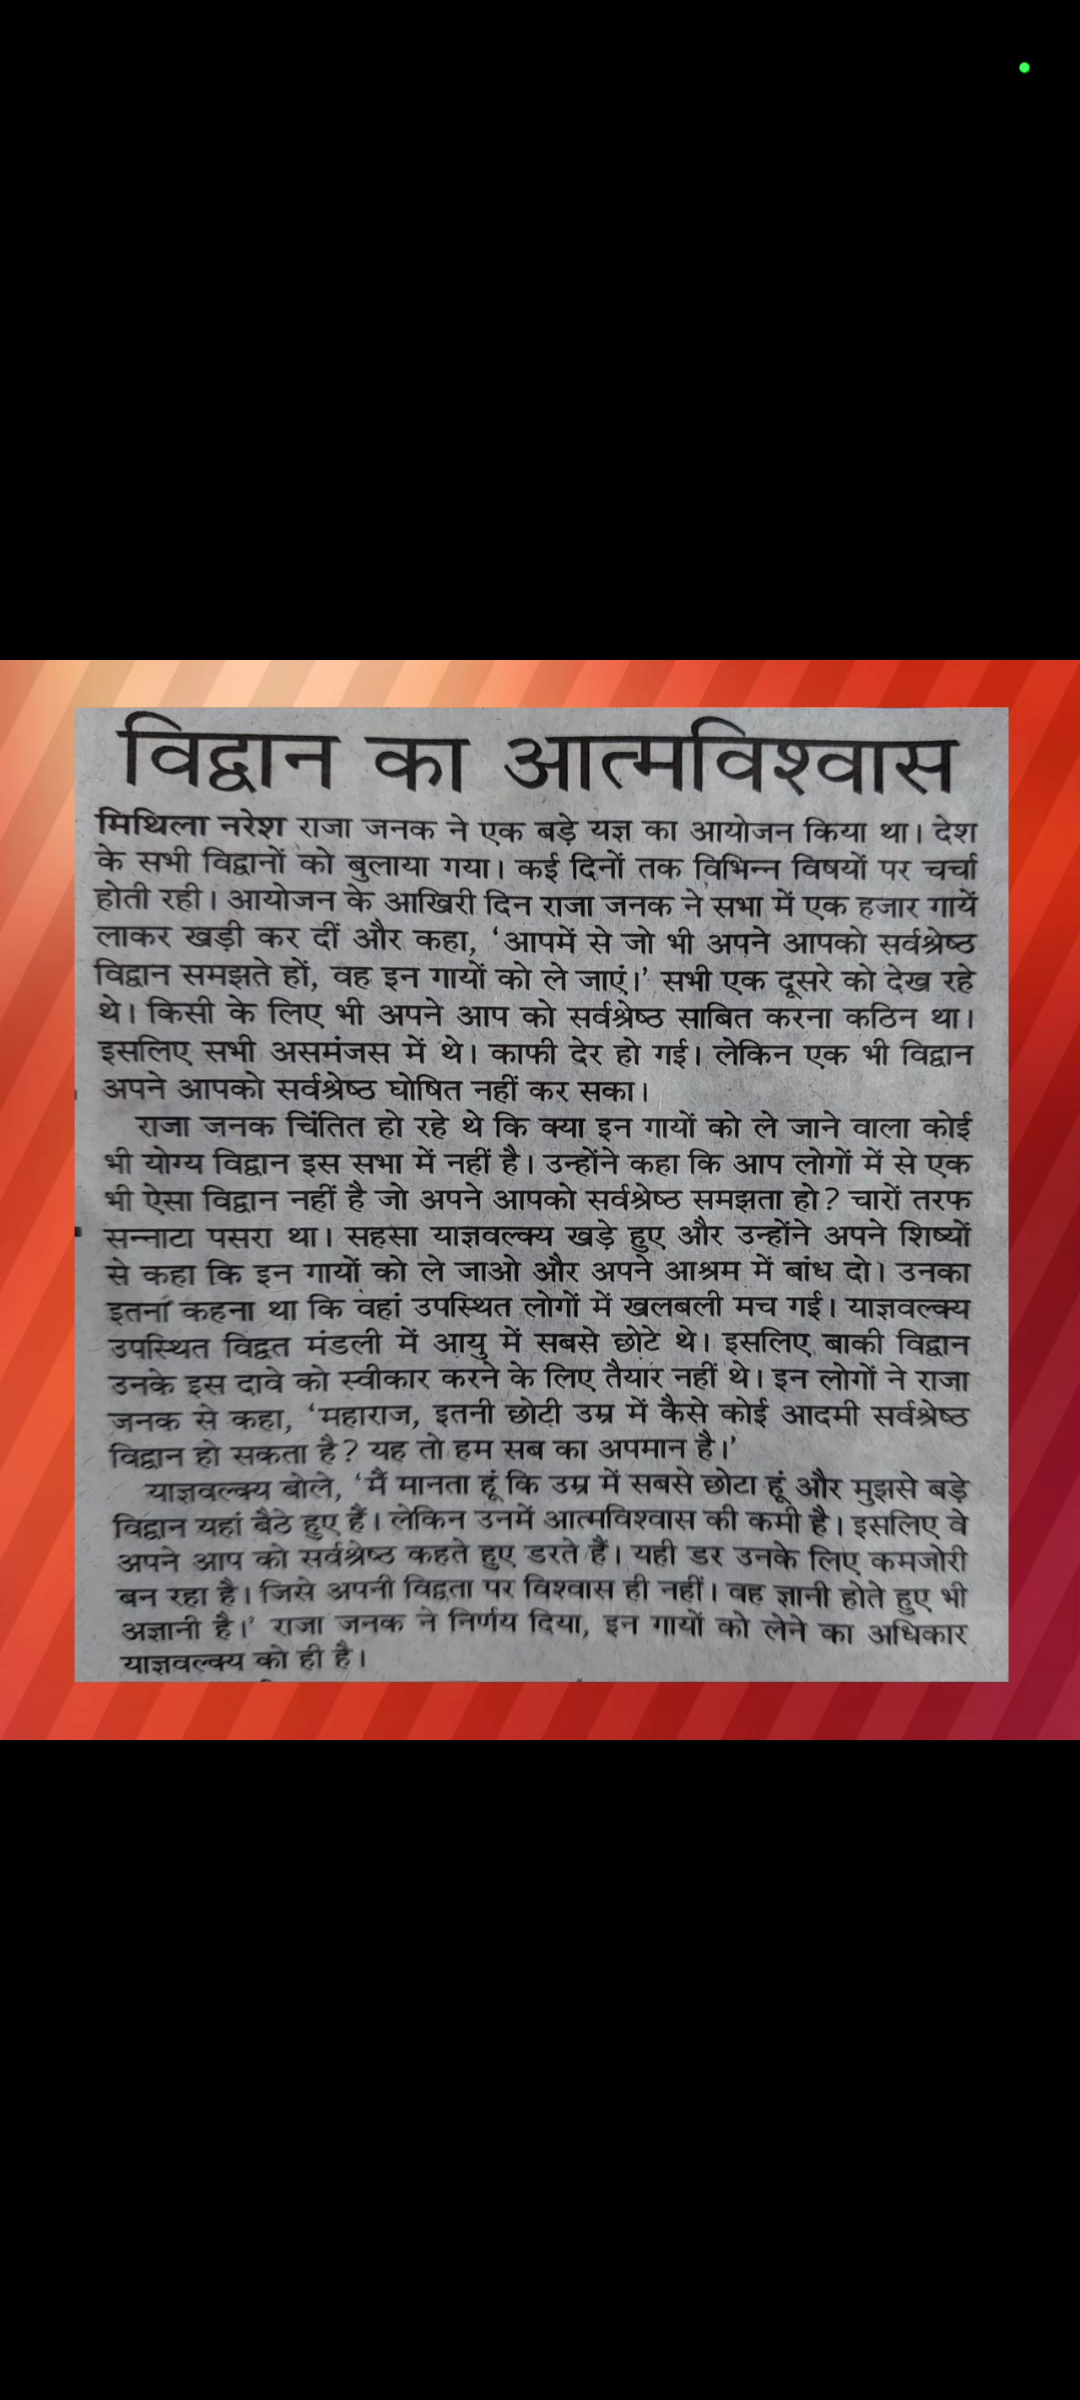 विद्वान का आत्मविश्वास
मिथिला नरेश राजा जनक ने एक बड़े यज्ञ का आयोजन किया था। देश
के सभी विद्वानों को बुलाया गया। कई दिनों तक विभिन्न विषयों पर चर्चा
होती रही। आयोजन के आखिरी दिन राजा जनक ने सभा में एक हजार गायें
लाकर खड़ी कर दीं और कहा, ‘आपमें से जो भी अपने आपको सर्वश्रेष्ठ
विद्वान समझते हों, वह इन गायों को ले जाएं।’ सभी एक दूसरे को देख रहे
थे। किसी के लिए भी अपने आप को सर्वश्रेष्ठ साबित करना कठिन था।
इसलिए सभी असमंजस में थे। काफी देर हो गई। लेकिन एक भी विद्वान
अपने आपको सर्वश्रेष्ठ घोषित नहीं कर सका।
राजा जनक चिंतित हो रहे थे कि क्या इन गायों को ले जाने वाला कोई
भी योग्य विद्वान इस सभा में नहीं है। उन्होंने कहा कि आप लोगों में से एक
भी ऐसा विद्वान नहीं है जो अपने आपको सर्वश्रेष्ठ समझता हो? चारों तरफ
सन्नाटा पसरा था। सहसा याज्ञवल्क्य खड़े हुए और उन्होंने अपने शिष्यों
से कहा कि इन गायों को ले जाओ और अपने आश्रम में बांध दो। उनका
इतना कहना था कि वहां उपस्थित लोगों में खलबली मच गई। याज्ञवल्क्य
उपस्थित विद्वत मंडली में आयु में सबसे छोटे थे। इसलिए बाकी विद्वान
उनके इस दावे को स्वीकार करने के लिए तैयार नहीं थे। इन लोगों ने राजा
जनक से कहा, ‘महाराज, इतनी छोटी उम्र में कैसे कोई आदमी सर्वश्रेष्ठ
विद्वान हो सकता है? यह तो हम सब का अपमान है।’
याज्ञवल्क्य बोले, ‘मैं मानता हूं कि उम्र में सबसे छोटा हूं और मुझसे बड़े
विद्वान यहां बैठे हुए हैं। लेकिन उनमें आत्मविश्वास की कमी है। इसलिए वे
अपने आप को सर्वश्रेष्ठ कहते हुए डरते हैं। यही डर उनके लिए कमजोरी
बन रहा है। जिसे अपनी विद्वता पर विश्वास ही नहीं। वह ज्ञानी होते हुए भी
अज्ञानी है।’ राजा जनक ने निर्णय दिया, इन गायों को लेने का अधिकार
याज्ञवल्क्य को ही है।